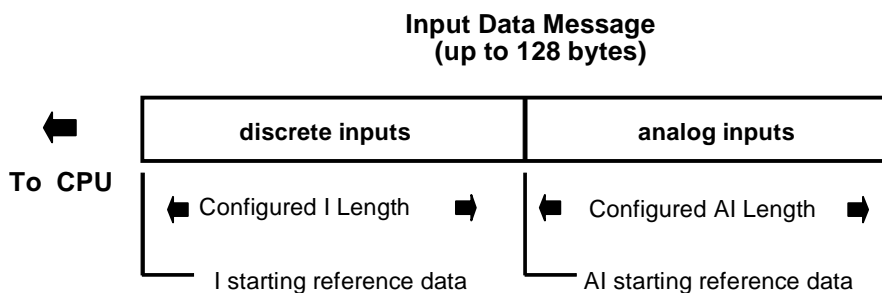 Input Data Message
(up to 128 bytes)
discrete inputs
analog inputs
To CPU
Configured I Length
Configured AI Length
I starting reference data
AI starting reference data